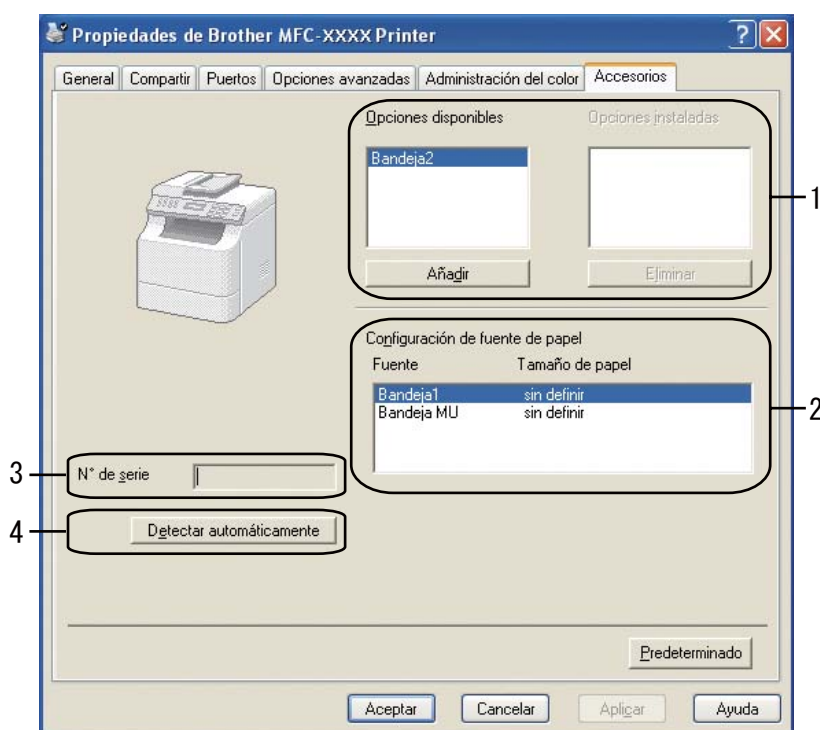 Propiedades de Brother MFC-XXXX Printer
General Compartir Puertos Opciones avanzadas Administración del color Accesorios
Opciones disponibles Opciones instaladas
Bandeja2
1
Añadir Eliminar
Configuración de fuente de papel
Fuente Tamaño de papel
Bandeja1 sin definir
Bandeja MU sin definir
2
3 N° de serie
4 Detectar automáticamente
Predeterminado
Aceptar Cancelar Aplicar Ayuda